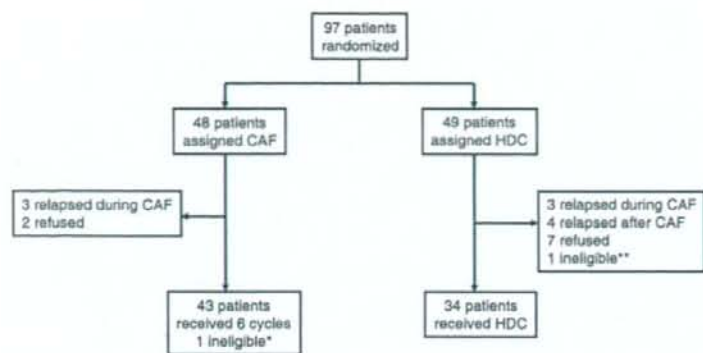 97 patients
randomized
48 patients
assigned CAF
49 patients
assigned HDC
3 relapsed during CAF
2 refused
3 relapsed during CAF
4 relapsed after CAF
7 refused
1 ineligible**
43 patients
received 6 cycles
1 ineligible*
34 patients
received HDC